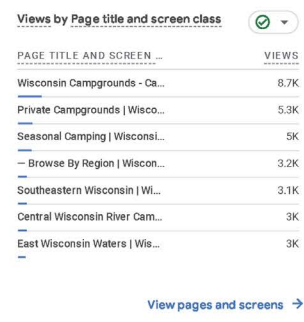 Views by Page title and screen class
PAGE TITLE AND SCREEN ... VIEWS
Wisconsin Campgrounds - Ca... 8.7K
Private Campgrounds | Wisco... 5.3K
Seasonal Camping | Wisconsi... 5K
— Browse By Region | Wiscon... 3.2K
Southeastern Wisconsin | Wi... 3.1K
Central Wisconsin River Cam... 3K
East Wisconsin Waters | Wis... 3K
View pages and screens →